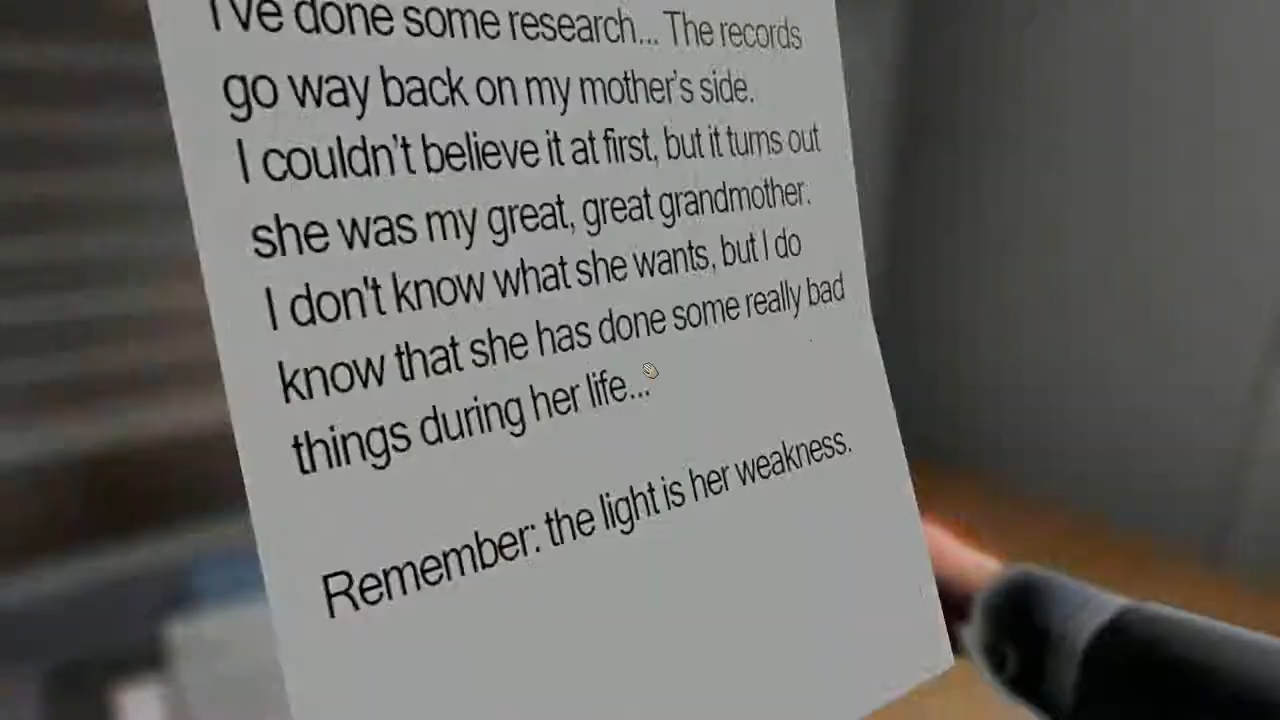 I've done some research... The records
go way back on my mother's side.
I couldn't believe it at first, but it turns out
she was my great, great grandmother.
I don't know what she wants, but I do
know that she has done some really bad
things during her life...
Remember: the light is her weakness.